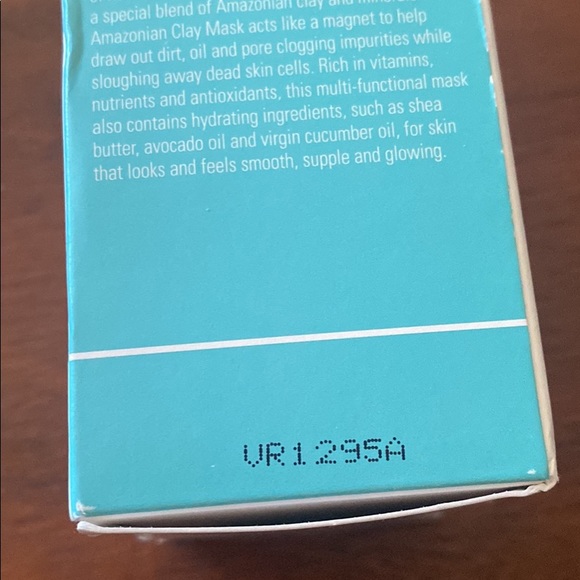 a special blend of Amazonian clay and
Amazonian Clay Mask acts like a magnet to help
draw out dirt, oil and pore clogging impurities while
sloughing away dead skin cells. Rich in vitamins,
nutrients and antioxidants, this multi-functional mask
also contains hydrating ingredients, such as shea
butter, avocado oil and virgin cucumber oil, for skin
that looks and feels smooth, supple and glowing.
VR1295A